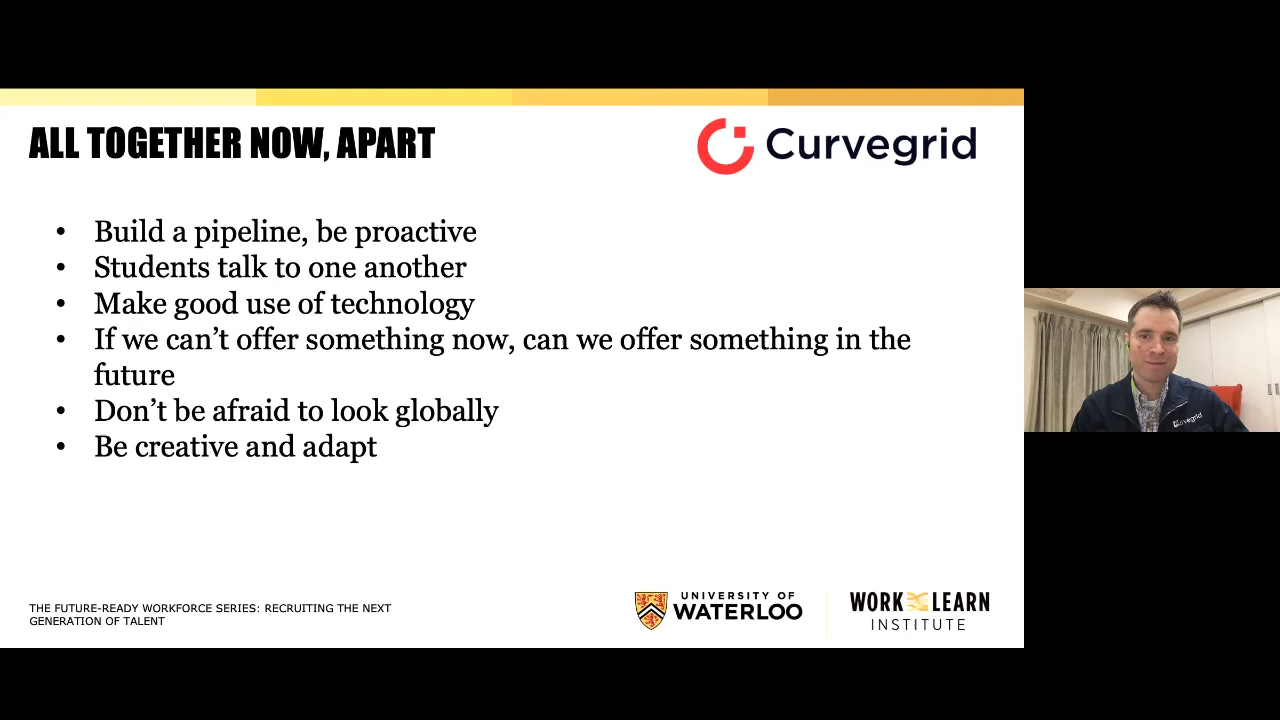 ALL TOGETHER NOW, APART
Curvegrid
• Build a pipeline, be proactive
• Students talk to one another
• Make good use of technology
• If we can’t offer something now, can we offer something in the
future
• Don’t be afraid to look globally
• Be creative and adapt
Curvegrid
THE FUTURE-READY WORKFORCE SERIES: RECRUITING THE NEXT
GENERATION OF TALENT
UNIVERSITY OF
WATERLOO
WORK LEARN
INSTITUTE